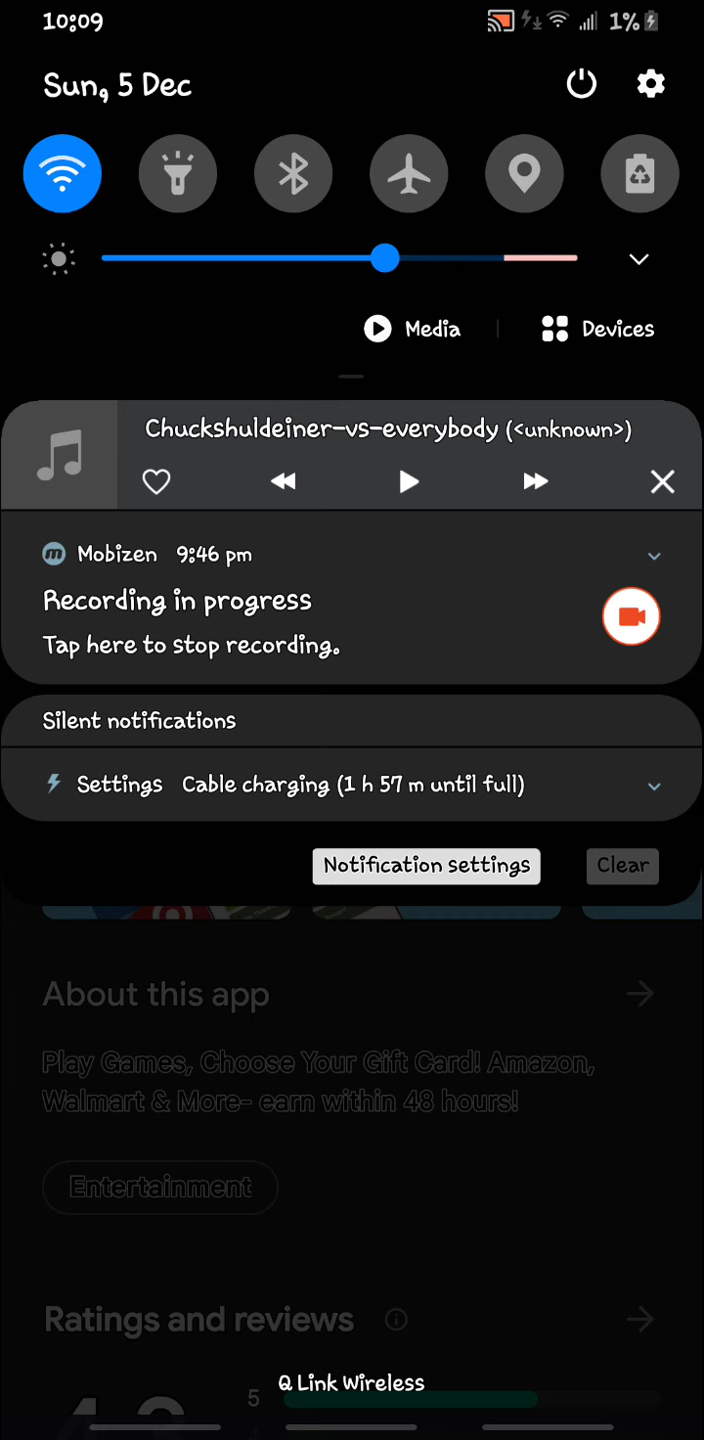 10:09 1%
Sun, 5 Dec
Media Devices
Chuckshuldeiner-vs-everybody (<unknown>)
m Mobizen 9:46 pm
Recording in progress
Tap here to stop recording.
Silent notifications
Settings Cable charging (1 h 57 m until full)
Notification settings Clear
About this app
Play Games, Choose Your Gift Card! Amazon,
Walmart & More- earn within 48 hours!
Entertainment
Ratings and reviews
Q Link Wireless
5